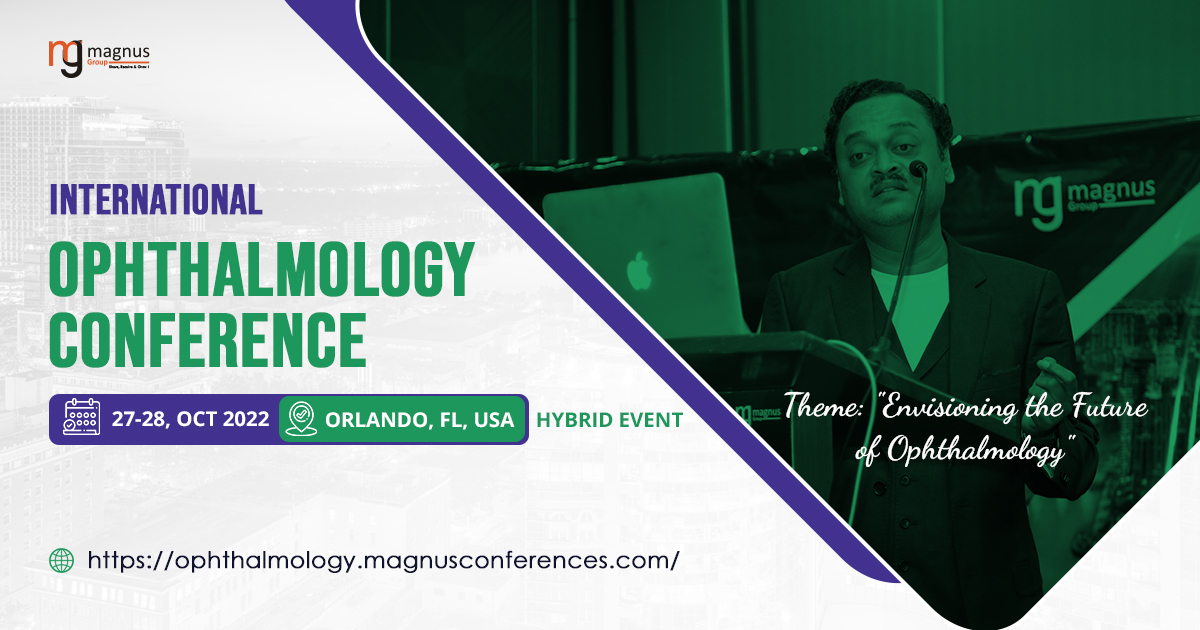 magnus
Group
INTERNATIONAL
OPHTHALMOLOGY
CONFERENCE
27-28, OCT 2022
ORLANDO, FL, USA
HYBRID EVENT
https://ophthalmology.magnusconferences.com/
magnus
Group
magnus
Theme: "Envisioning the Future
of Ophthalmology"